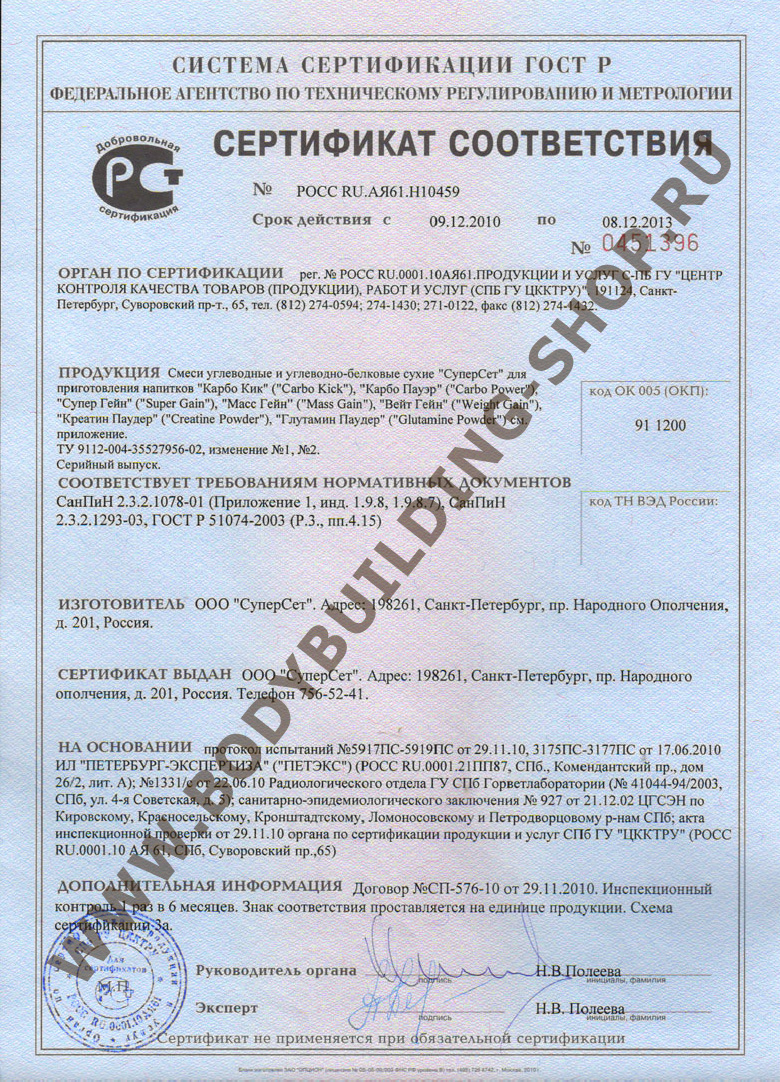 СИСТЕМА СЕРТИФИКАЦИИ ГОСТ Р
ФЕДЕРАЛЬНОЕ АГЕНТСТВО ПО ТЕХНИЧЕСКОМУ РЕГУЛИРОВАНИЮ И МЕТРОЛОГИИ
Добровольная
сертификация
СЕРТИФИКАТ СООТВЕТСТВИЯ
№ РОСС RU.АЯ61.Н10459
Срок действия с 09.12.2010 по 08.12.2013
№ 0451396
ОРГАН ПО СЕРТИФИКАЦИИ рег. № РОСС RU.0001.10АЯ61.ПРОДУКЦИИ И УСЛУГ С-ПБ ГУ "ЦЕНТР
КОНТРОЛЯ КАЧЕСТВА ТОВАРОВ (ПРОДУКЦИИ), РАБОТ И УСЛУГ (СПБ ГУ ЦККТРУ)". 191124, Санкт-
Петербург, Суворовский пр-т., 65, тел. (812) 274-0594; 274-1430; 271-0122, факс (812) 274-1432.
ПРОДУКЦИЯ Смеси углеводные и углеводно-белковые сухие "СуперСет" для
приготовления напитков "Карбо Кик" ("Carbo Kick"), "Карбо Пауэр" ("Carbo Power"),
"Супер Гейн" ("Super Gain"), "Масс Гейн" ("Mass Gain"), "Вейт Гейн" ("Weight Gain"),
"Креатин Паудер" ("Creatine Powder"), "Глутамин Паудер" ("Glutamine Powder") см.
приложение.
ТУ 9112-004-35527956-02, изменение №1, №2.
Серийный выпуск.
код ОК 005 (ОКП):
91 1200
СООТВЕТСТВУЕТ ТРЕБОВАНИЯМ НОРМАТИВНЫХ ДОКУМЕНТОВ
СанПиН 2.3.2.1078-01 (Приложение 1, инд. 1.9.8, 1.9.8.7), СанПиН
2.3.2.1293-03, ГОСТ Р 51074-2003 (Р.3., пп.4.15)
код ТН ВЭД России:
ИЗГОТОВИТЕЛЬ ООО "СуперСет". Адрес: 198261, Санкт-Петербург, пр. Народного Ополчения,
д. 201, Россия.
СЕРТИФИКАТ ВЫДАН ООО "СуперСет". Адрес: 198261, Санкт-Петербург, пр. Народного
ополчения, д. 201, Россия. Телефон 756-52-41.
НА ОСНОВАНИИ протокол испытаний №5917ПС-5919ПС от 29.11.10, 3175ПС-3177ПС от 17.06.2010
ИЛ "ПЕТЕРБУРГ-ЭКСПЕРТИЗА" ("ПЕТЭКС") (РОСС RU.0001.21ПП87, СПб., Комендантский пр., дом
26/2, лит. А); №1331/с от 22.06.10 Радиологического отдела ГУ СПб Горветлаборатории (№ 41044-94/2003,
СПб, ул. 4-я Советская, д. 5); санитарно-эпидемиологического заключения № 927 от 21.12.02 ЦГСЭН по
Кировскому, Красносельскому, Кронштадтскому, Ломоносовскому и Петродворцовому р-нам СПб; акта
инспекционной проверки от 29.11.10 органа по сертификации продукции и услуг СПб ГУ "ЦККТРУ" (РОСС
RU.0001.10 АЯ 61, СПб, Суворовский пр.,65)
ДОПОЛНИТЕЛЬНАЯ ИНФОРМАЦИЯ Договор №СП-576-10 от 29.11.2010. Инспекционный
контроль 1 раз в 6 месяцев. Знак соответствия проставляется на единице продукции. Схема
сертификации 3а.
Руководитель органа Н.В.Полеева
подпись инициалы, фамилия
Эксперт Н.В. Полеева
подпись инициалы, фамилия
М.П.
Для
сертификатов
Сертификат не применяется при обязательной сертификации
WWW.BODYBUILDING-SHOP.RU